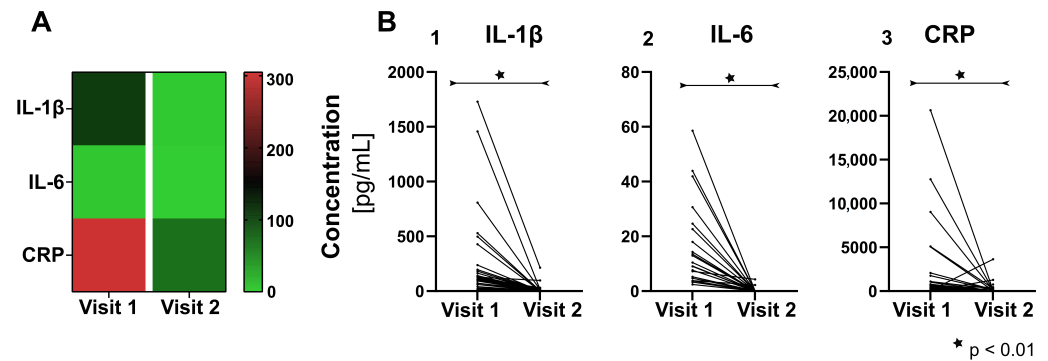 A
IL-1β
IL-6
CRP
Visit 1 Visit 2
300
200
100
0
B
Concentration
[pg/mL]
1 IL-1β
2000
1500
1000
500
0
Visit 1 Visit 2
2 IL-6
80
60
40
20
0
Visit 1 Visit 2
3 CRP
25,000
20,000
15,000
10,000
5000
0
Visit 1 Visit 2
★ p < 0.01